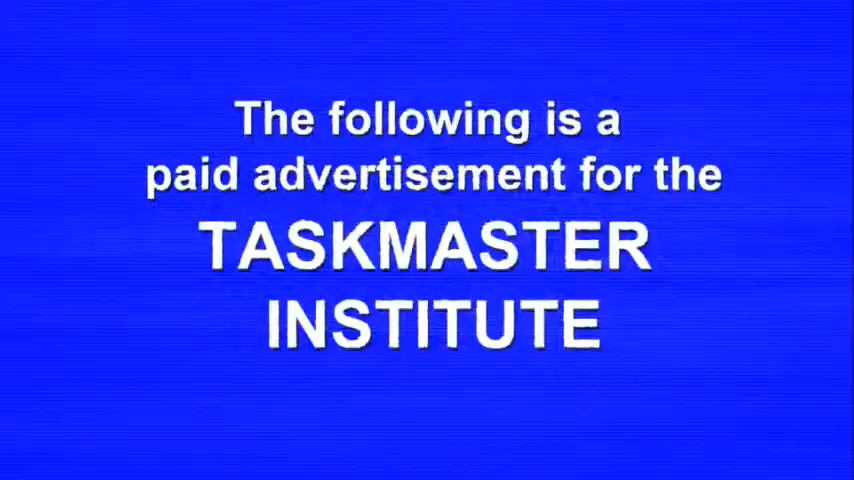 The following is a
paid advertisement for the
TASKMASTER
INSTITUTE